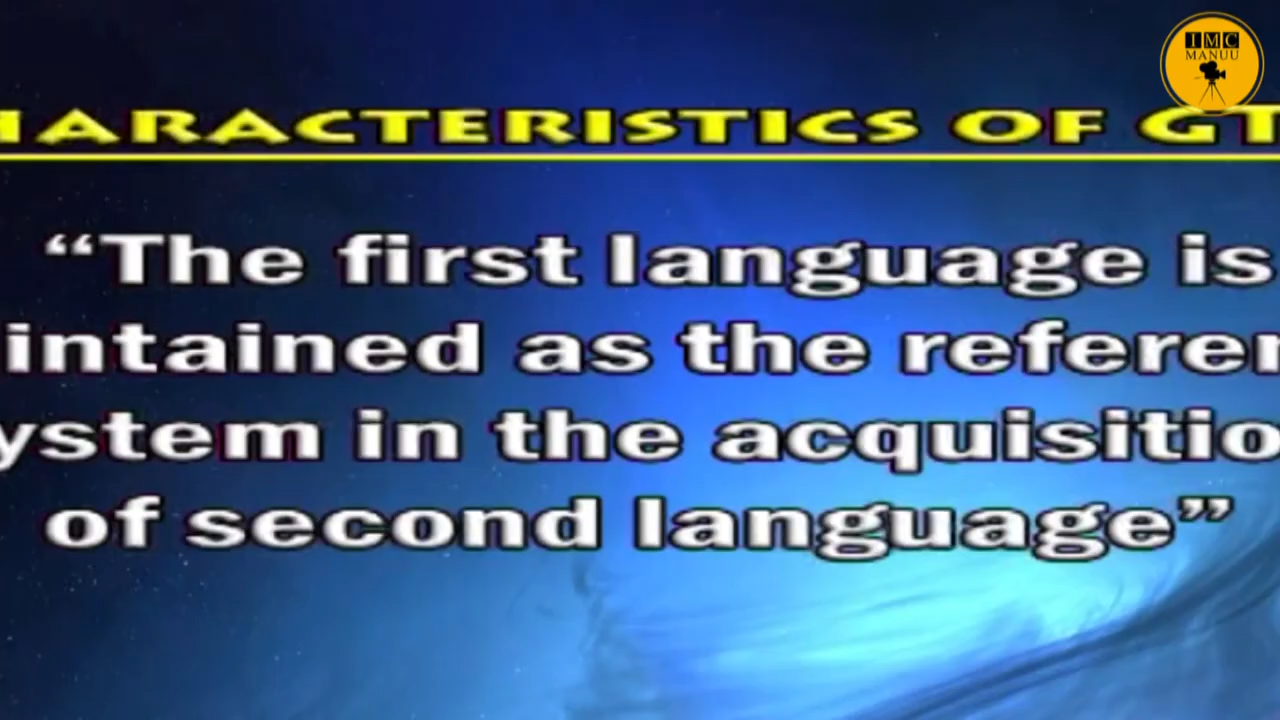 IMC
MANUU
HARACTERISTICS OF GT
“The first language is
intained as the referen
ystem in the acquisitio
of second language”